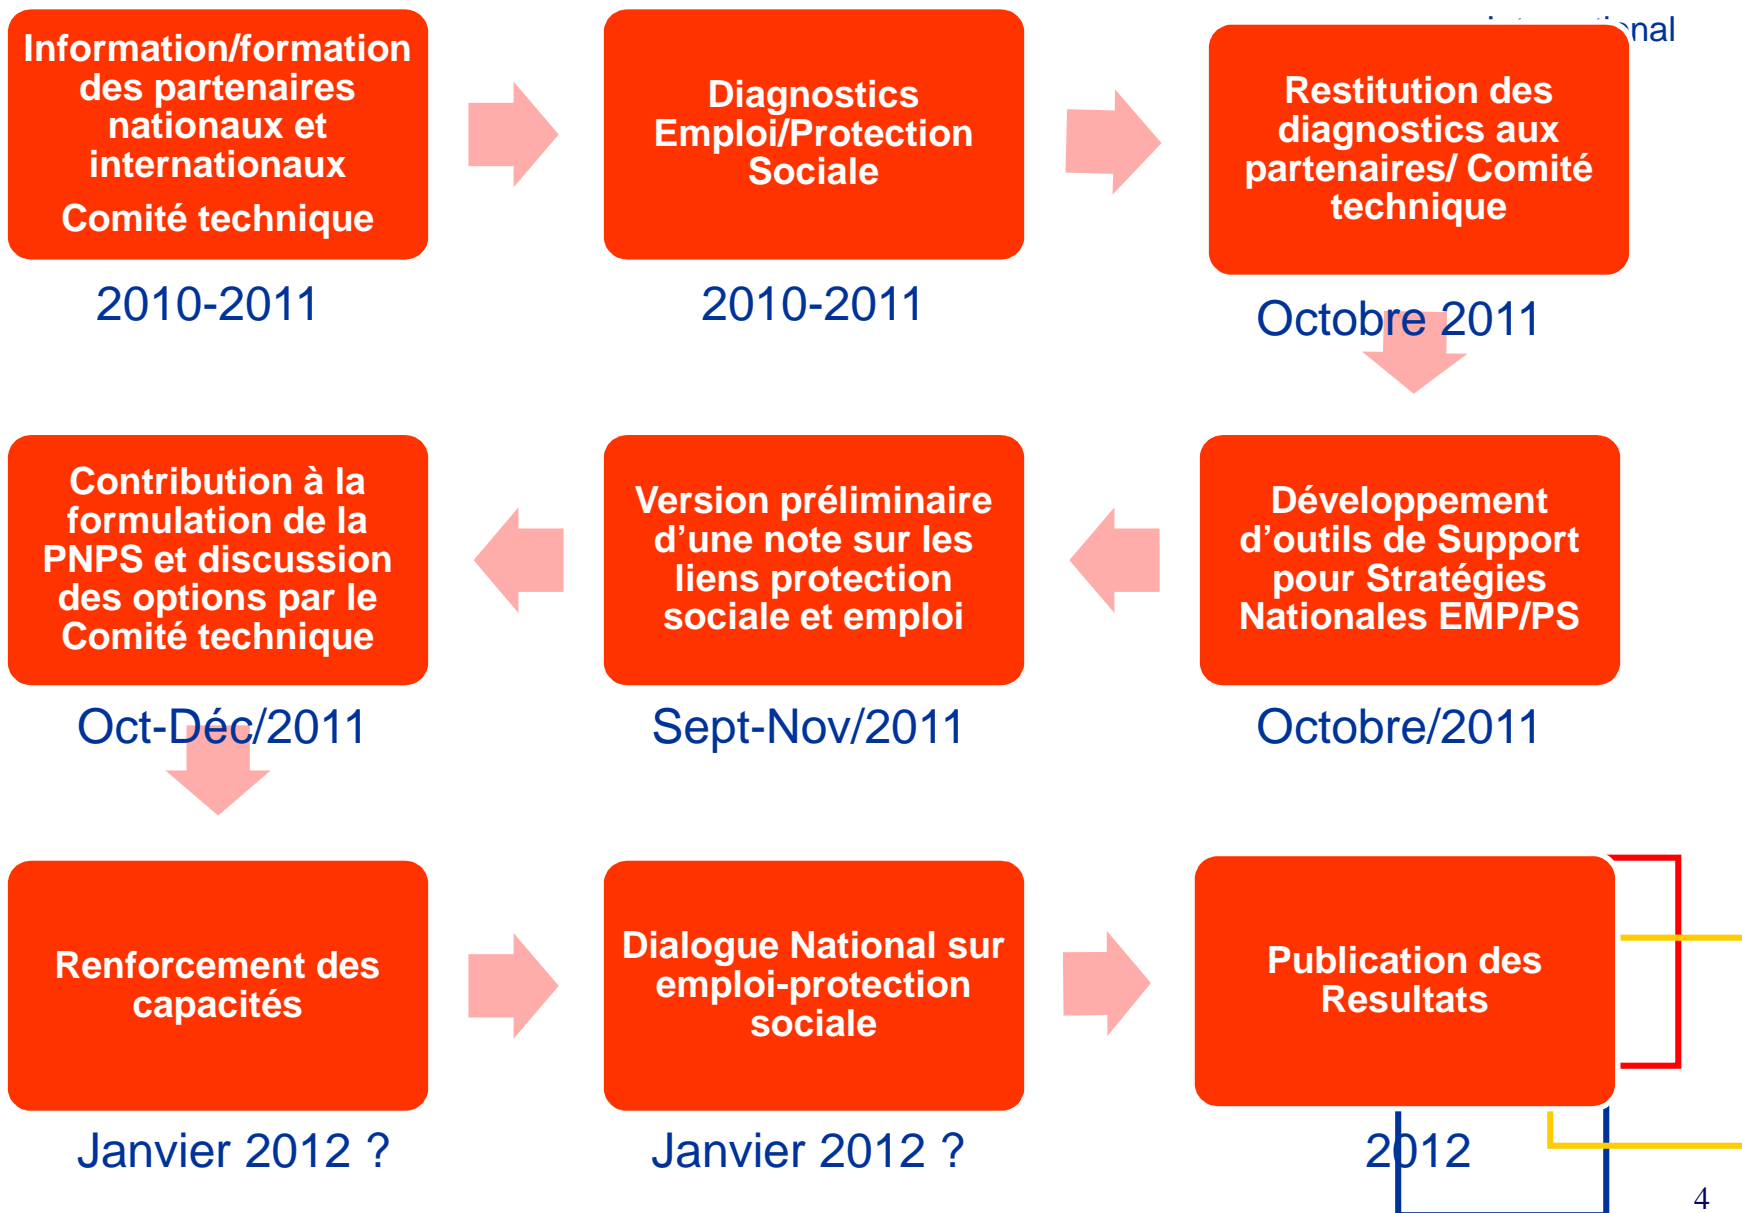 Information/formation
des partenaires
nationaux et
internationaux
Comité technique
2010-2011
Diagnostics
Emploi/Protection
Sociale
2010-2011
Restitution des
diagnostics aux
partenaires/ Comité
technique
Octobre 2011
Développement
d’outils de Support
pour Stratégies
Nationales EMP/PS
Octobre/2011
Version préliminaire
d’une note sur les
liens protection
sociale et emploi
Sept-Nov/2011
Contribution à la
formulation de la
PNPS et discussion
des options par le
Comité technique
Oct-Déc/2011
Renforcement des
capacités
Janvier 2012 ?
Dialogue National sur
emploi-protection
sociale
Janvier 2012 ?
Publication des
Resultats
2012
4